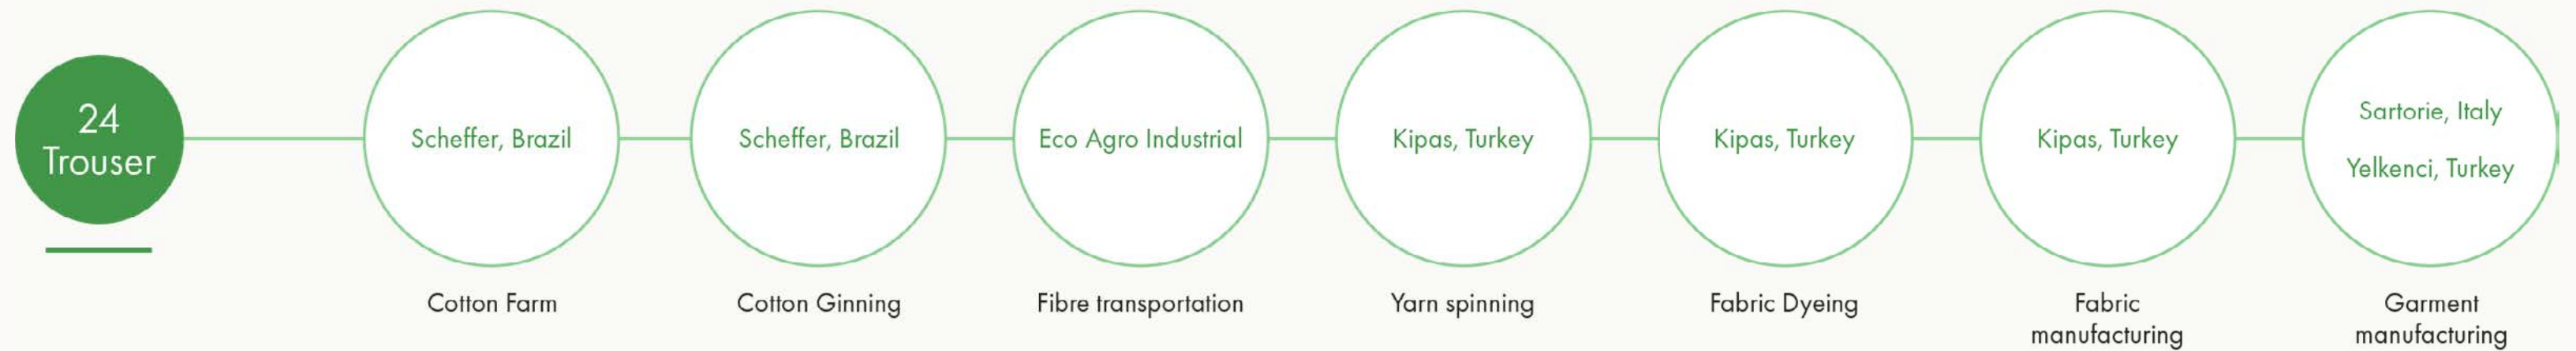 24
Trouser
Scheffer, Brazil
Cotton Farm
Scheffer, Brazil
Cotton Ginning
Eco Agro Industrial
Fibre transportation
Kipas, Turkey
Yarn spinning
Kipas, Turkey
Fabric Dyeing
Kipas, Turkey
Fabric
manufacturing
Sartorie, Italy
Yelkenci, Turkey
Garment
manufacturing